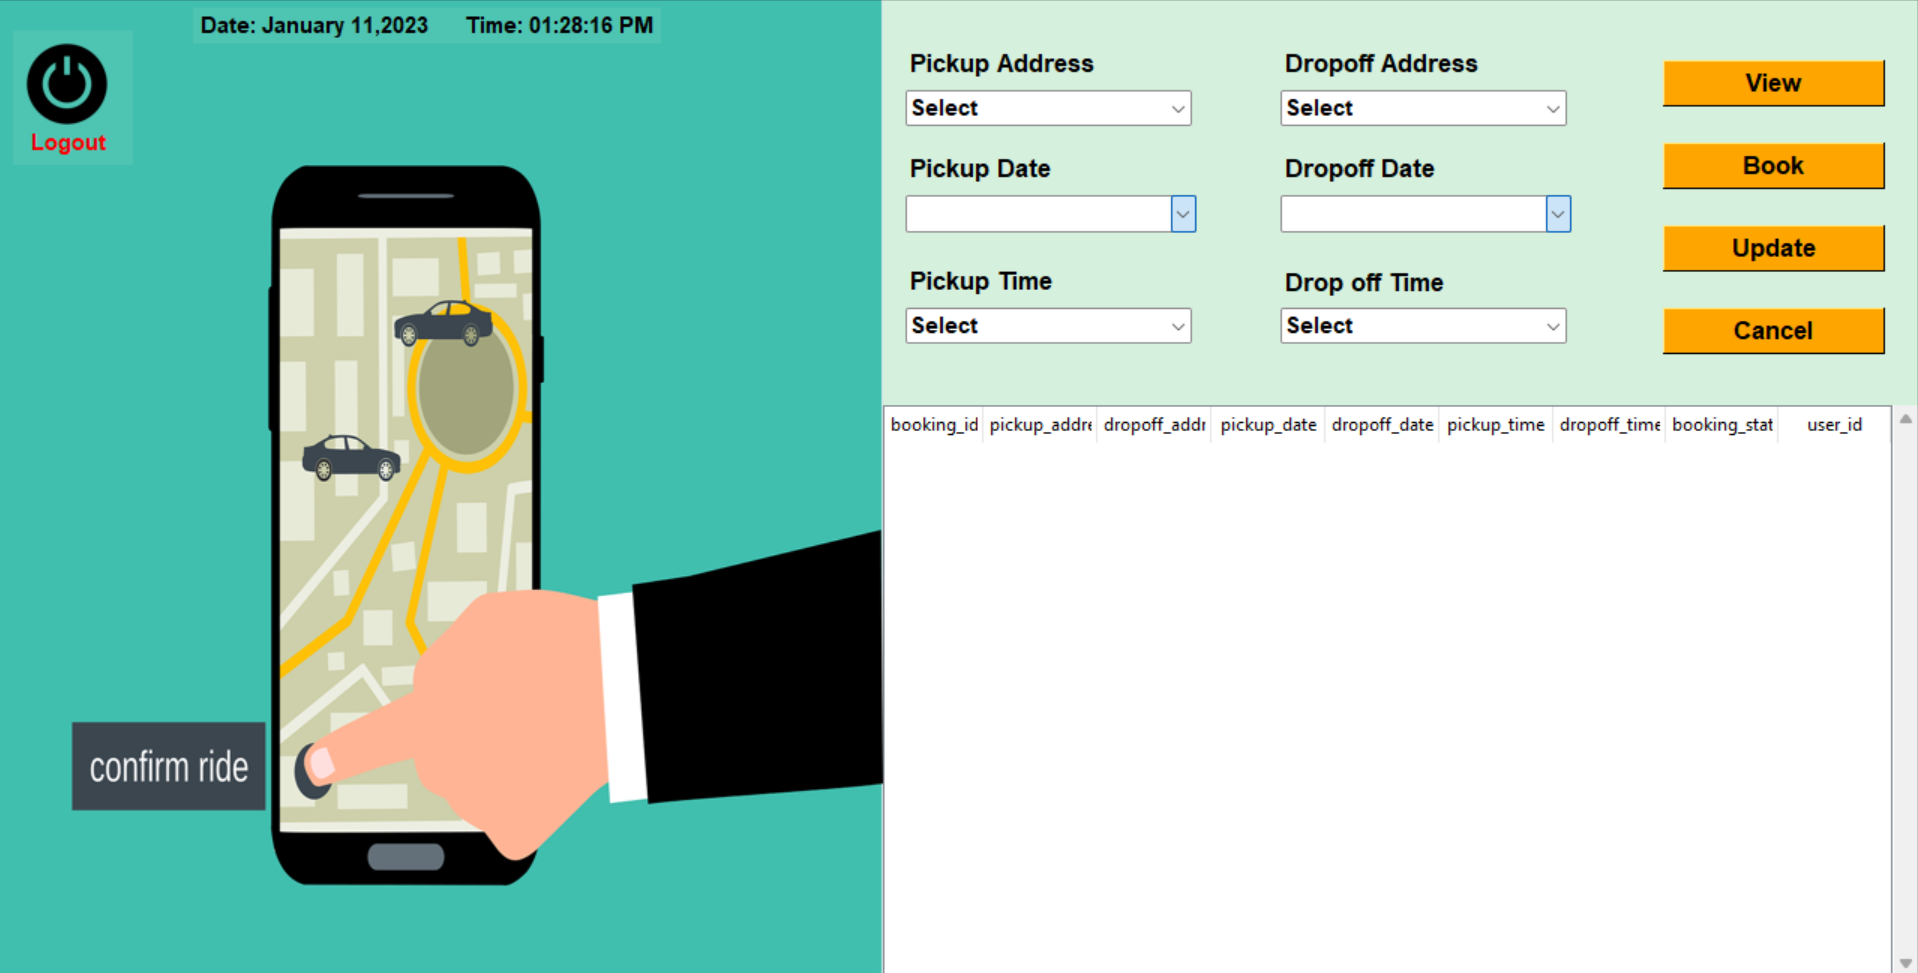 Date: January 11,2023 Time: 01:28:16 PM
Logout
confirm ride
Pickup Address Dropoff Address
Select Select
Pickup Date Dropoff Date
Pickup Time Drop off Time
Select Select
View
Book
Update
Cancel
booking_id pickup_addre dropoff_addr pickup_date dropoff_date pickup_time dropoff_time booking_stat user_id